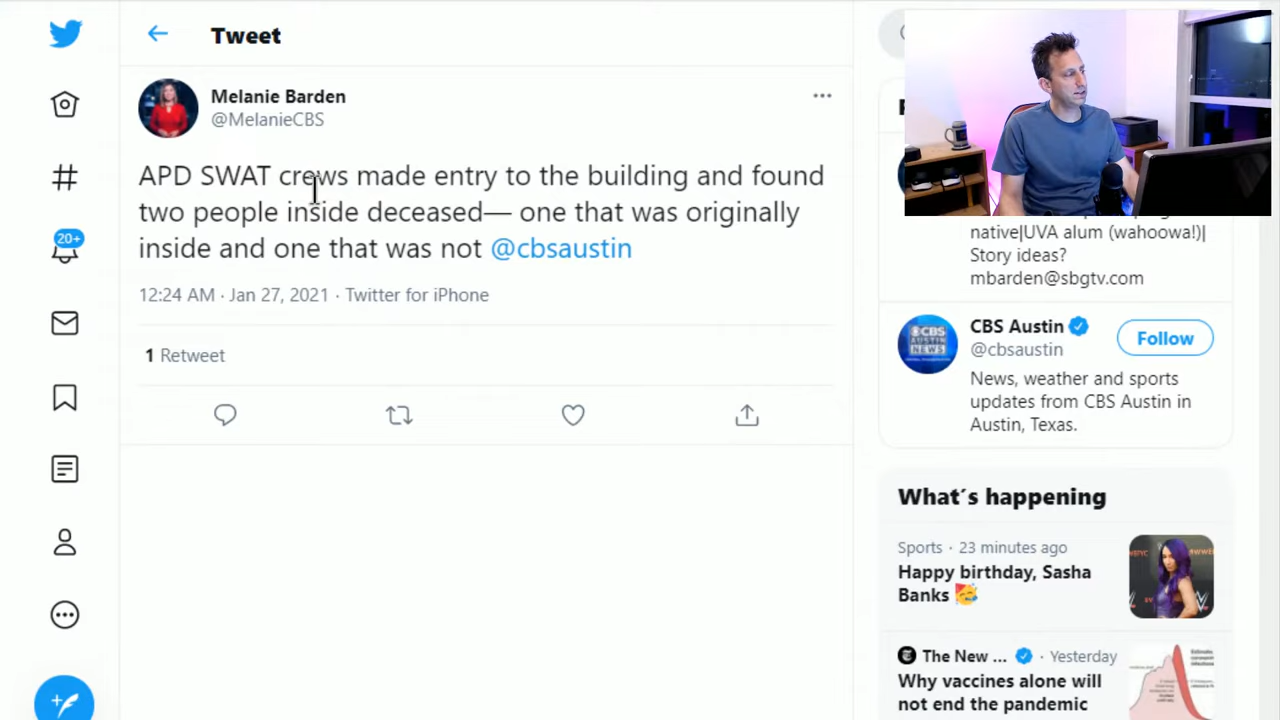 Tweet
Melanie Barden
@MelanieCBS
APD SWAT crews made entry to the building and found
two people inside deceased— one that was originally
inside and one that was not @cbsaustin
12:24 AM · Jan 27, 2021 · Twitter for iPhone
1 Retweet
20+
native|UVA alum (wahoowa!)|
Story ideas?
mbarden@sbgtv.com
CBS Austin
@cbsaustin
Follow
News, weather and sports
updates from CBS Austin in
Austin, Texas.
CBS
AUSTIN
NEWS
What´s happening
Sports · 23 minutes ago
Happy birthday, Sasha
Banks 🥳
The New ... · Yesterday
Why vaccines alone will
not end the pandemic